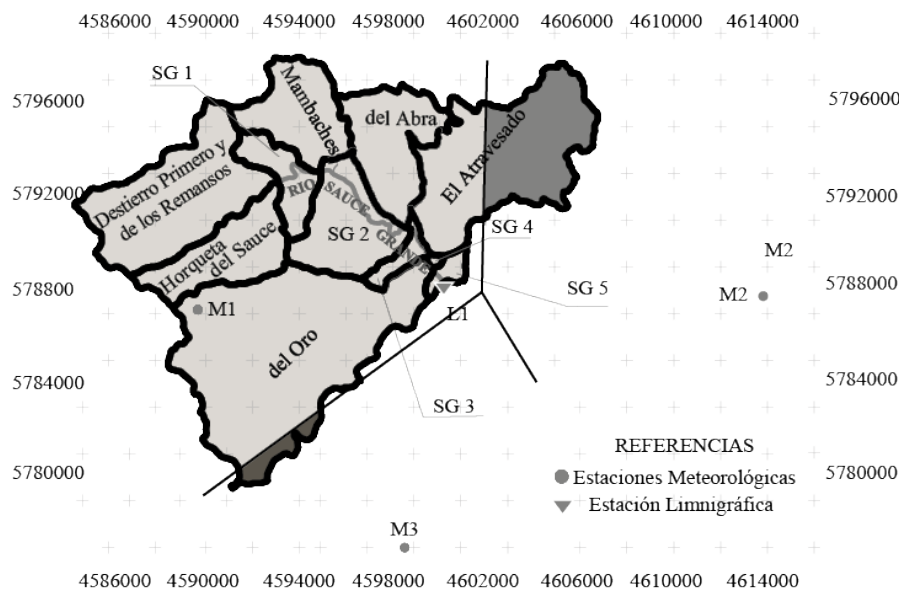 4586000 4590000 4594000 4598000 4602000 4606000 4610000 4614000
SG 1
5796000
5796000
Mambaches
del Abra
El Atravesado
Destierro Primero y
de los Remansos
5792000
5792000
RIO SAUCE GRANDE
SG 2
SG 4
Horqueta
del Sauce
M2
5788800
5788000
SG 5
M2
M1
L1
del Oro
5784000
5784000
SG 3
REFERENCIAS
5780000
5780000
Estaciones Meteorológicas
Estación Limnigráfica
M3
4586000 4590000 4594000 4598000 4602000 4606000 4610000 4614000